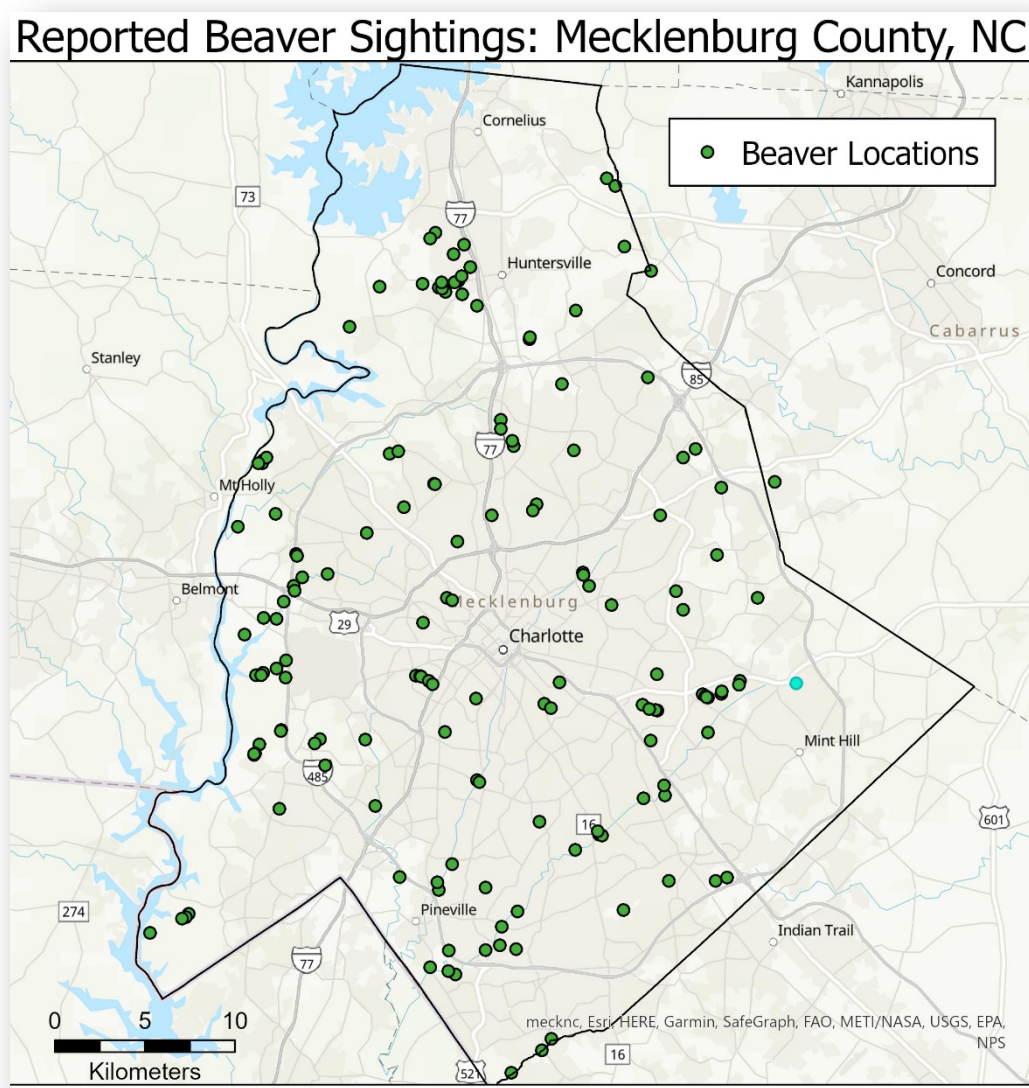 Reported Beaver Sightings: Mecklenburg County, NC
Kannapolis
Cornelius
Beaver Locations
73
77
Huntersville
Concord
Cabarrus
Stanley
85
77
Mt Holly
Belmont
Mecklenburg
29
Charlotte
Mint Hill
485
601
16
274
Pineville
Indian Trail
77
0 5 10
Kilometers
mecknc, Esri, HERE, Garmin, SafeGraph, FAO, METI/NASA, USGS, EPA,
NPS
16
521